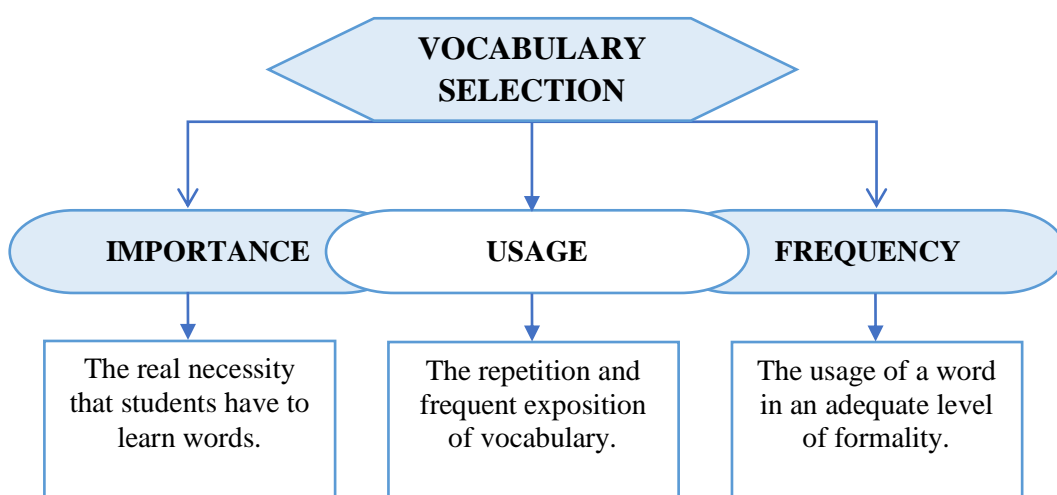 VOCABULARY
SELECTION
IMPORTANCE
USAGE
FREQUENCY
The real necessity
that students have to
learn words.
The repetition and
frequent exposition
of vocabulary.
The usage of a word
in an adequate level
of formality.